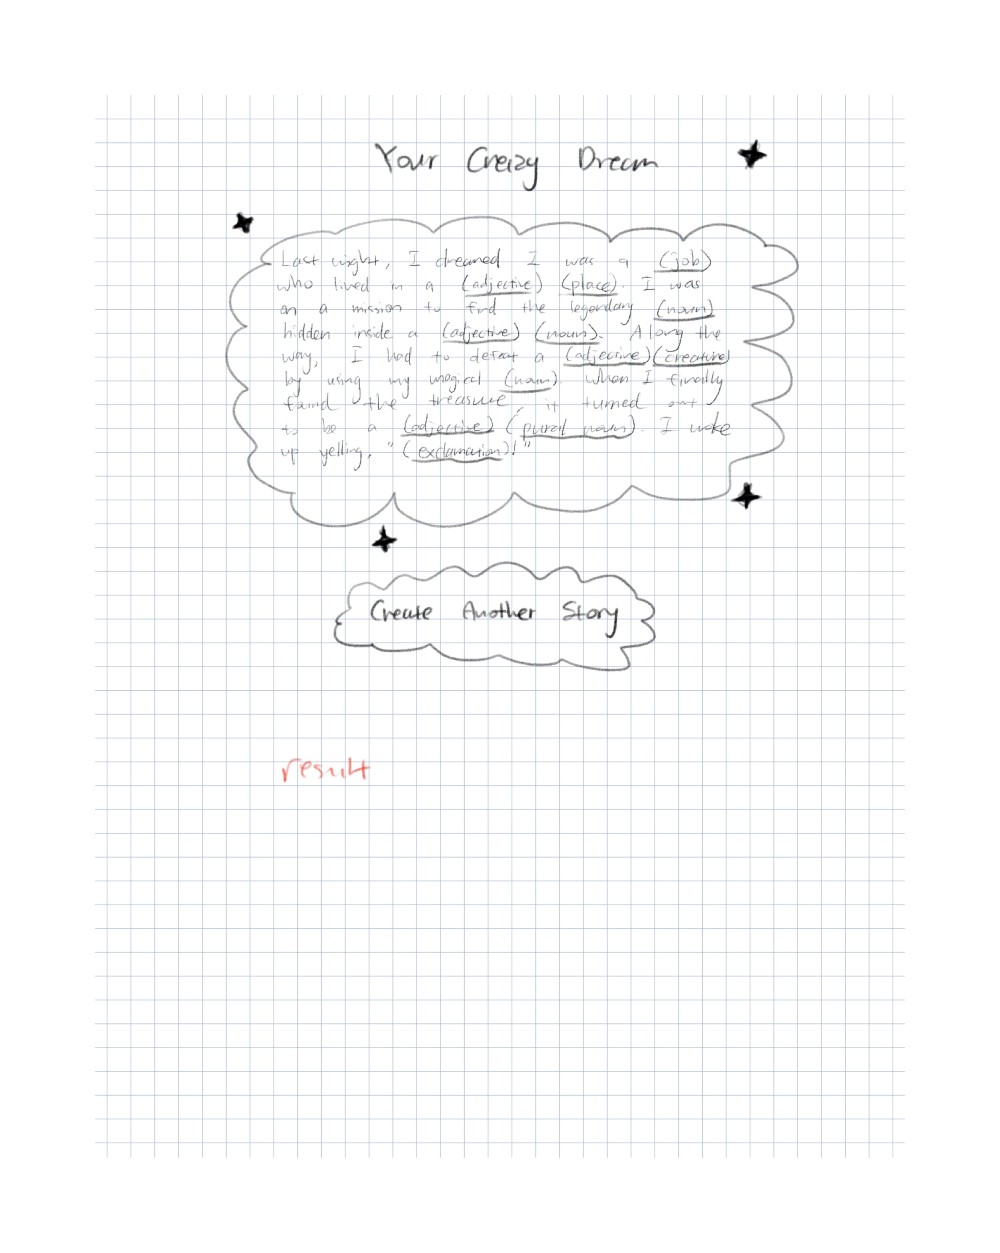 Your Creizy Dream
Last night, I dreamed I was a (job)
who lived in a (adjective) (place). I was
on a mission to find the legendary (noun)
hidden inside a (adjective) (noun). Along the
way, I had to defeat a (adjective) (creature)
by using my magical (noun). When I finally
found the treasure, it turned out
to be a (adjective) (pural noun). I woke
up yelling, "(exclamation)!"
Create Another Story
result